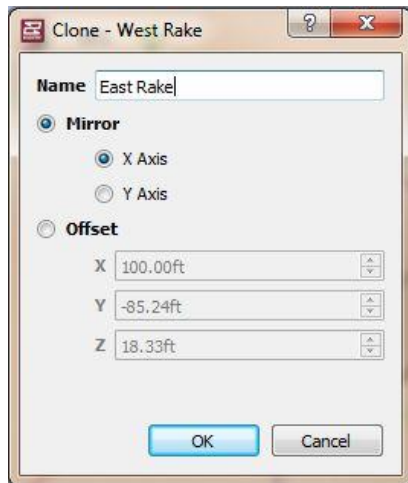 Clone - West Rake
Name East Rake
Mirror
X Axis
Y Axis
Offset
X 100.00ft
Y -85.24ft
Z 18.33ft
OK Cancel